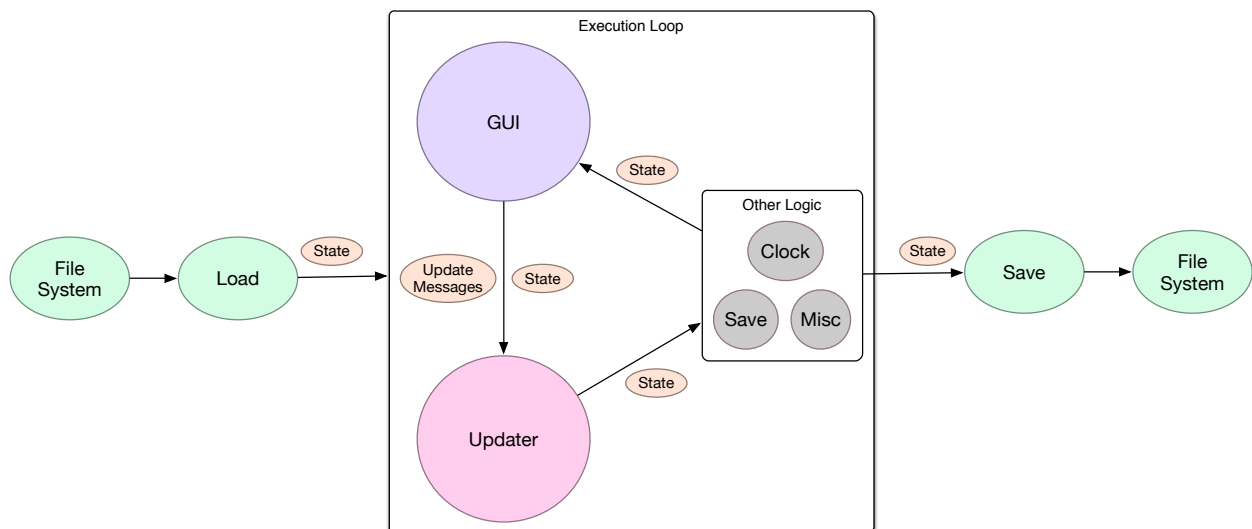 Execution Loop
GUI
State
Other Logic
Clock
Save
Misc
File
System
Load
State
Update
Messages
State
State
Updater
State
Save
File
System